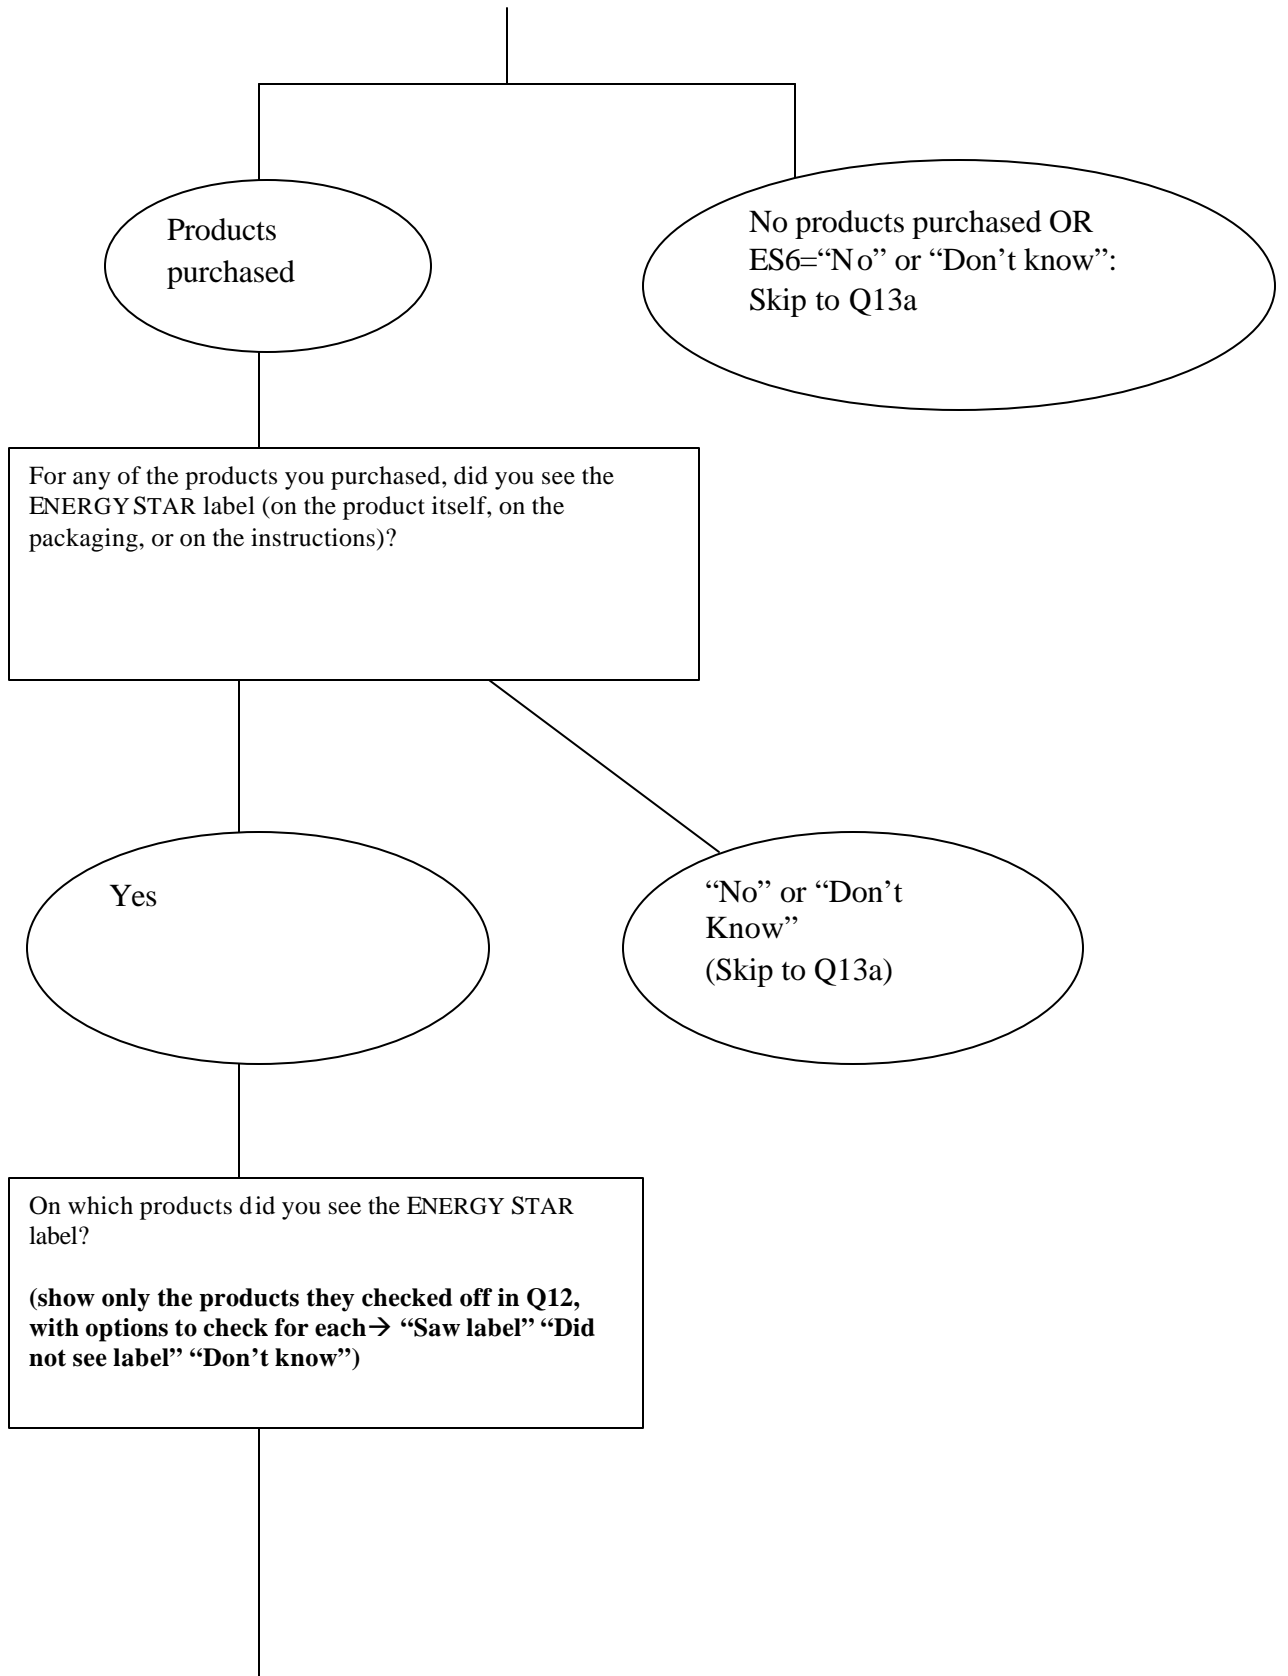 Products
purchased
No products purchased OR
ES6=“No” or “Don’t know”:
Skip to Q13a
For any of the products you purchased, did you see the
ENERGY STAR label (on the product itself, on the
packaging, or on the instructions)?
Yes
“No” or “Don’t
Know”
(Skip to Q13a)
On which products did you see the ENERGY STAR
label?
(show only the products they checked off in Q12,
with options to check for each→ “Saw label” “Did
not see label” “Don’t know”)